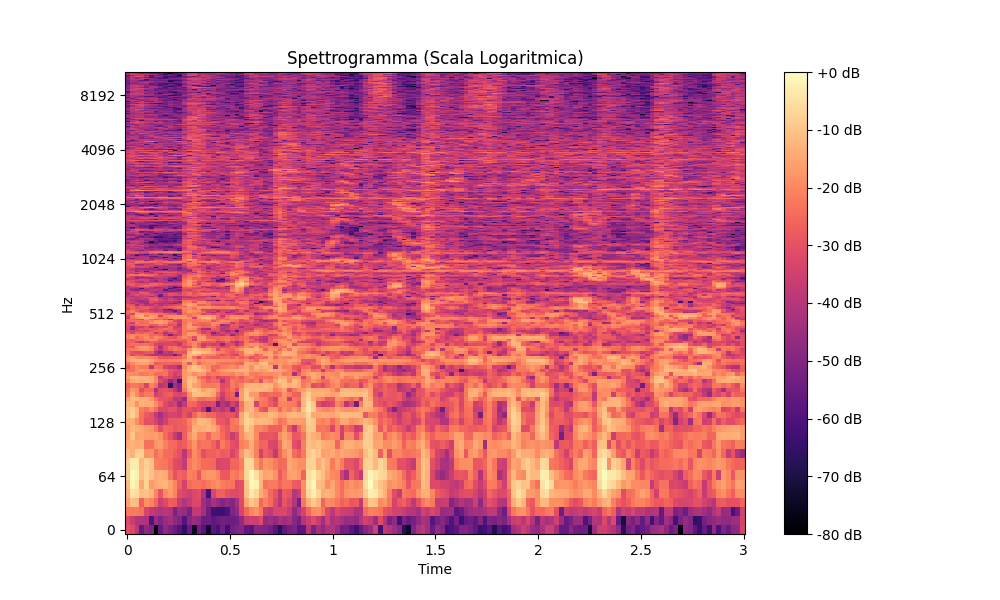 Spettrogramma (Scala Logaritmica)
Hz
8192
4096
2048
1024
512
256
128
64
0
0 0.5 1 1.5 2 2.5 3
Time
+0 dB
-10 dB
-20 dB
-30 dB
-40 dB
-50 dB
-60 dB
-70 dB
-80 dB